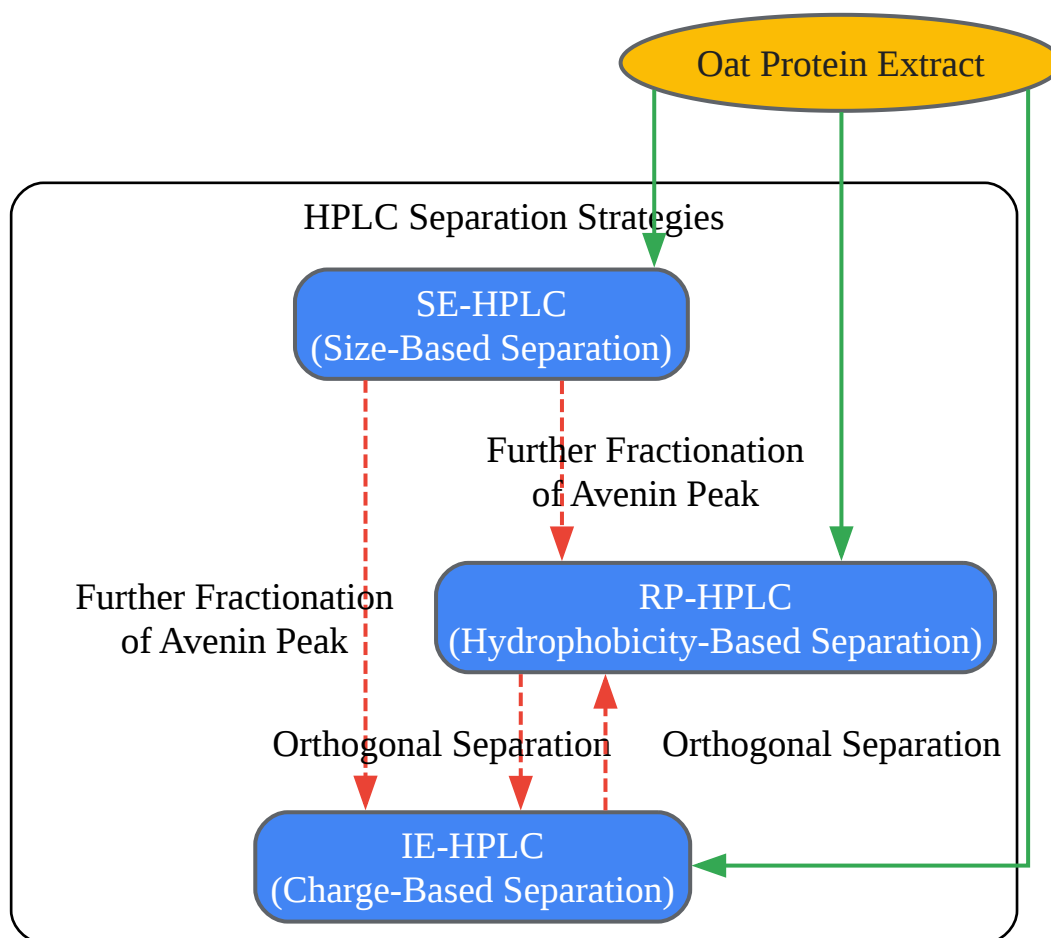 Oat Protein Extract
HPLC Separation Strategies
SE-HPLC
(Size-Based Separation)
Further Fractionation
of Avenin Peak
Further Fractionation
of Avenin Peak
RP-HPLC
(Hydrophobicity-Based Separation)
Orthogonal Separation
Orthogonal Separation
IE-HPLC
(Charge-Based Separation)